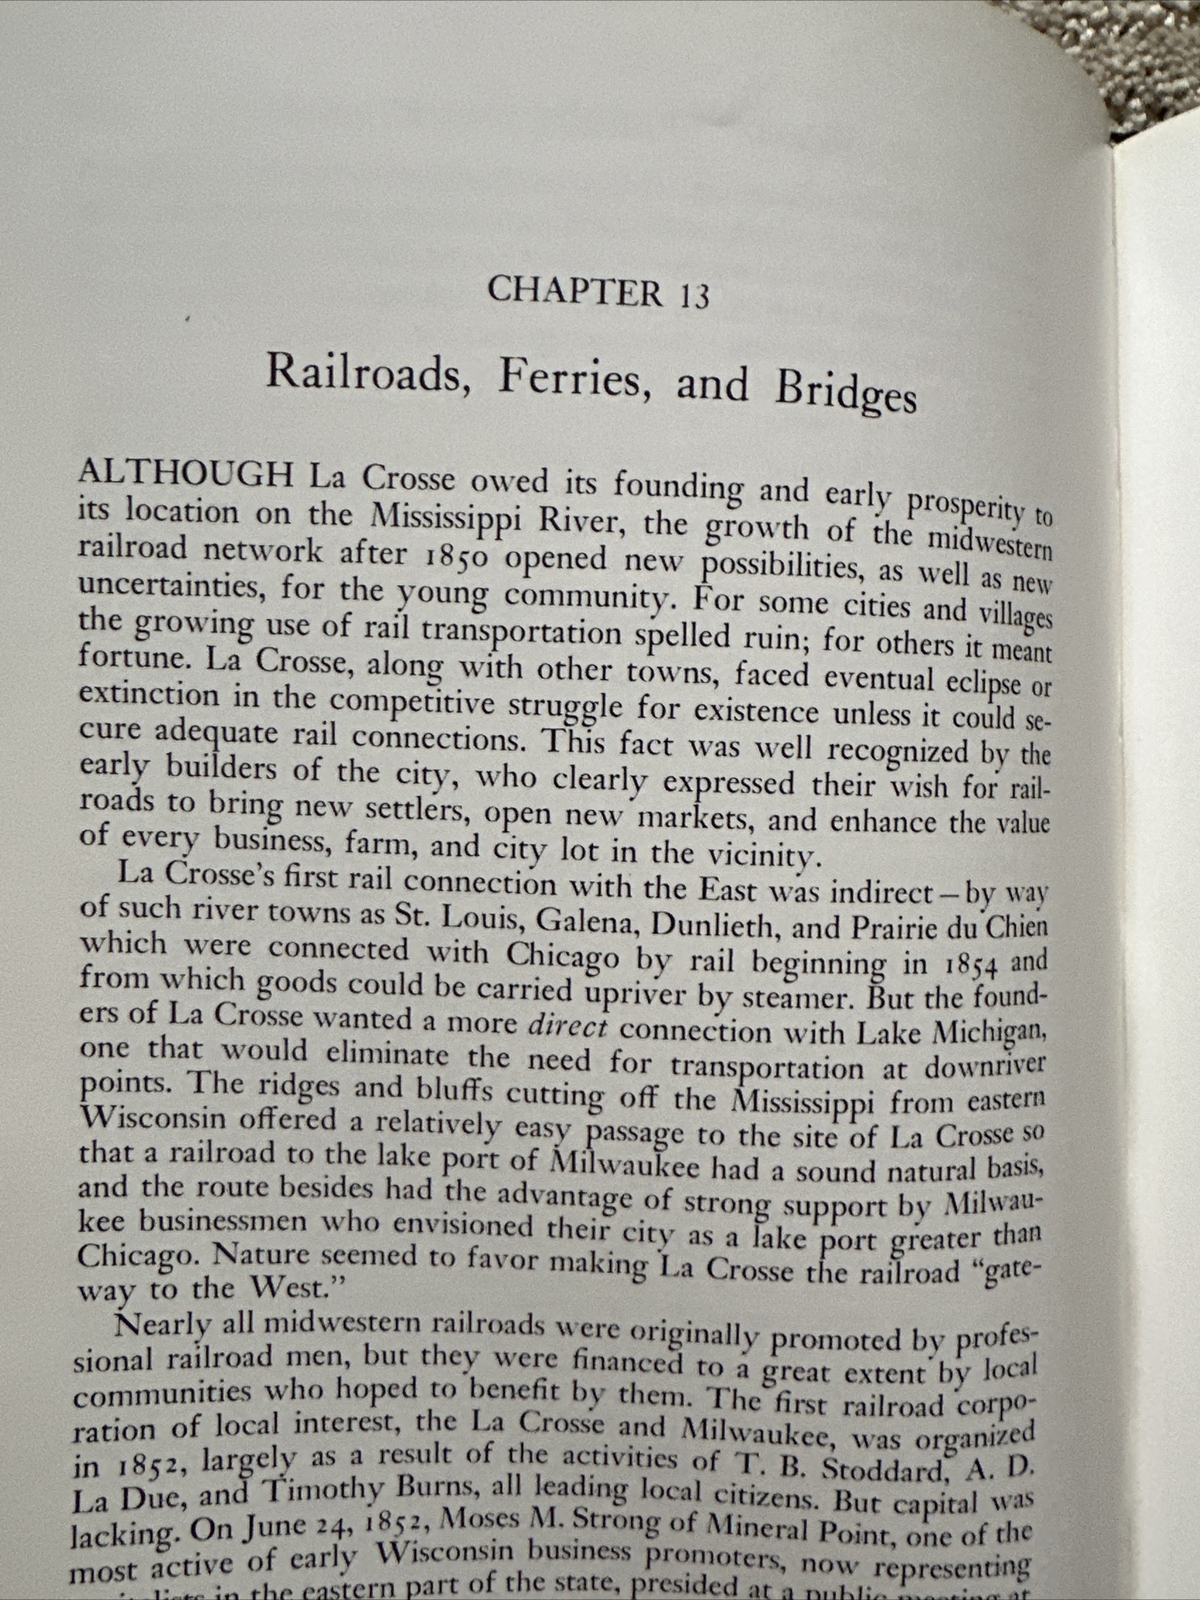 CHAPTER 13
Railroads, Ferries, and Bridges
ALTHOUGH La Crosse owed its founding and early prosperity to
its location on the Mississippi River, the growth of the midwestern
railroad network after 1850 opened new possibilities, as well as new
uncertainties, for the young community. For some cities and villages
the growing use of rail transportation spelled ruin; for others it meant
fortune. La Crosse, along with other towns, faced eventual eclipse or
extinction in the competitive struggle for existence unless it could se-
cure adequate rail connections. This fact was well recognized by the
early builders of the city, who clearly expressed their wish for rail-
roads to bring new settlers, open new markets, and enhance the value
of every business, farm, and city lot in the vicinity.
La Crosse's first rail connection with the East was indirect – by way
of such river towns as St. Louis, Galena, Dunlieth, and Prairie du Chien
which were connected with Chicago by rail beginning in 1854 and
from which goods could be carried upriver by steamer. But the found-
ers of La Crosse wanted a more direct connection with Lake Michigan,
one that would eliminate the need for transportation at downriver
points. The ridges and bluffs cutting off the Mississippi from eastern
Wisconsin offered a relatively easy passage to the site of La Crosse so
that a railroad to the lake port of Milwaukee had a sound natural basis,
and the route besides had the advantage of strong support by Milwau-
kee businessmen who envisioned their city as a lake port greater than
Chicago. Nature seemed to favor making La Crosse the railroad "gate-
way to the West."
Nearly all midwestern railroads were originally promoted by profes-
sional railroad men, but they were financed to a great extent by local
communities who hoped to benefit by them. The first railroad corpo-
ration of local interest, the La Crosse and Milwaukee, was organized
in 1852, largely as a result of the activities of T. B. Stoddard, A. D.
La Due, and Timothy Burns, all leading local citizens. But capital was
lacking. On June 24, 1852, Moses M. Strong of Mineral Point, one of the
most active of early Wisconsin business promoters, now representing
in the eastern part of the state, presided at a public meeting at